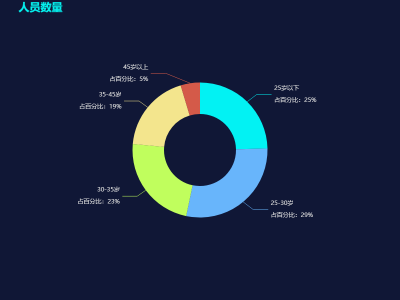 人员数量
45岁以上
占百分比：5%
25岁以下
占百分比：25%
35-45岁
占百分比：19%
30-35岁
占百分比：23%
25-30岁
占百分比：29%